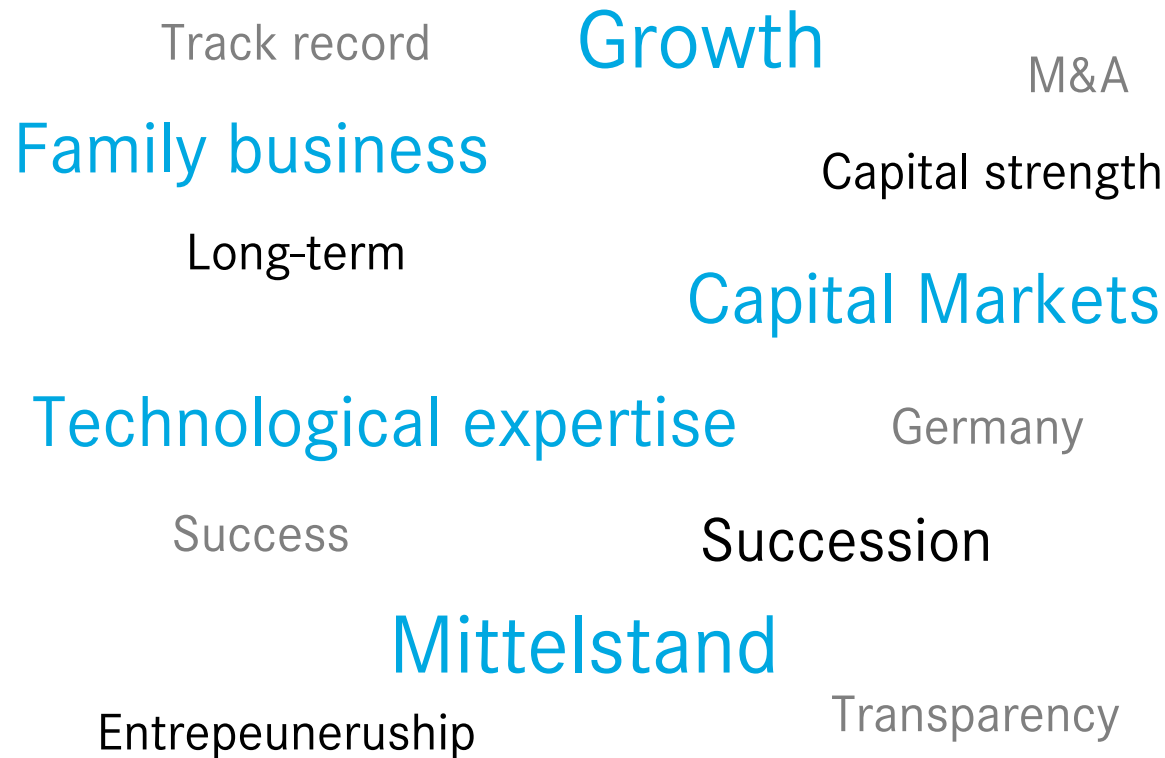 Track record
Growth
M&A
Family business
Capital strength
Long-term
Capital Markets
Technological expertise
Germany
Success
Succession
Mittelstand
Transparency
Entrepeuneruship